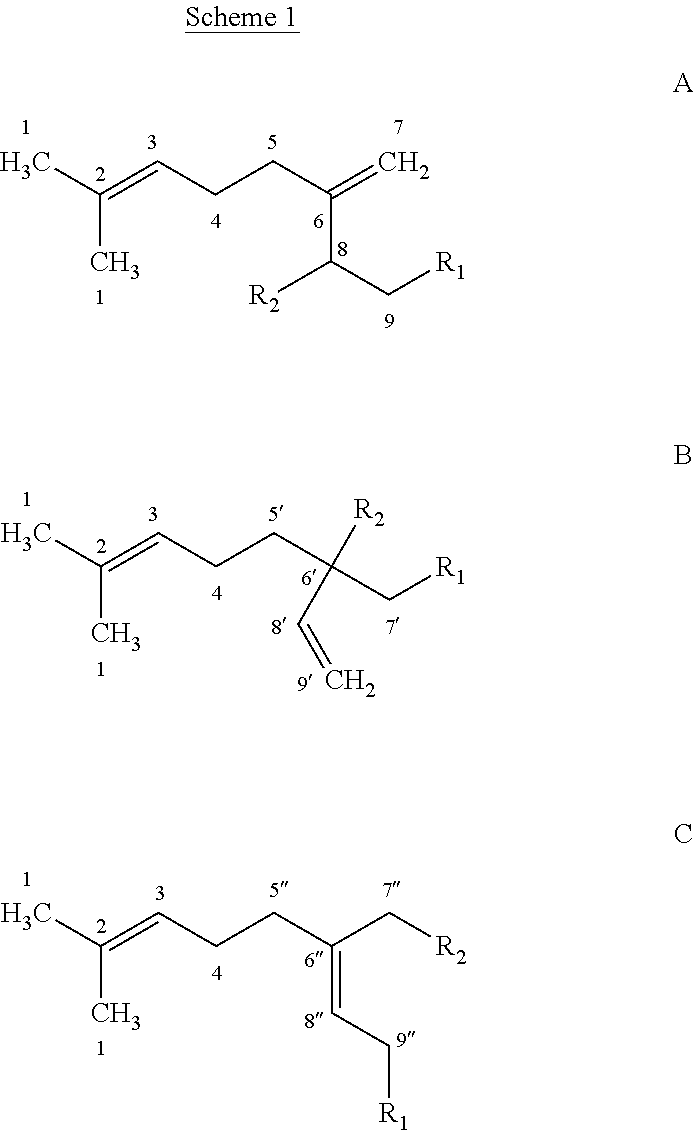 Scheme 1
A
1 3 5 7
H3C 2 CH2
4 6
8
CH3 R1
1 R2 9
B
1 3 5′ R2
H3C 2 6′ R1
4
CH3 8′ 7′
1 9′ CH2
C
1 3 5″ 7″
H3C 2 6″ R2
4
CH3 8″ 9″
1
R1